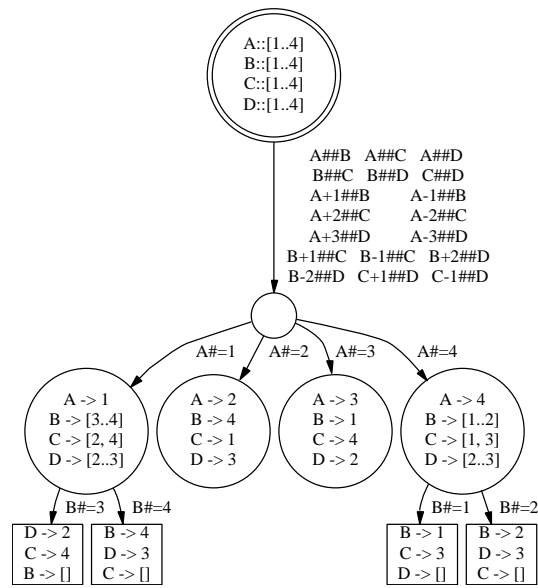 A::[1..4]
B::[1..4]
C::[1..4]
D::[1..4]
A##B A##C A##D
B##C B##D C##D
A+1##B A-1##B
A+2##C A-2##C
A+3##D A-3##D
B+1##C B-1##C B+2##D
B-2##D C+1##D C-1##D
A#=1 A#=2 A#=3 A#=4
A -> 1
B -> [3..4]
C -> [2, 4]
D -> [2..3]
A -> 2
B -> 4
C -> 1
D -> 3
A -> 3
B -> 1
C -> 4
D -> 2
A -> 4
B -> [1..2]
C -> [1, 3]
D -> [2..3]
B#=3 B#=4 B#=1 B#=2
D -> 2
C -> 4
B -> []
B -> 4
D -> 3
C -> []
B -> 1
C -> 3
D -> []
B -> 2
D -> 3
C -> []